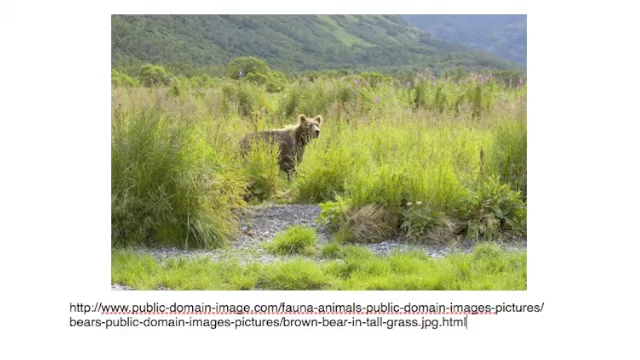 http://www.public-domain-image.com/fauna-animals-public-domain-images-pictures/
bears-public-domain-images-pictures/brown-bear-in-tall-grass.jpg.html